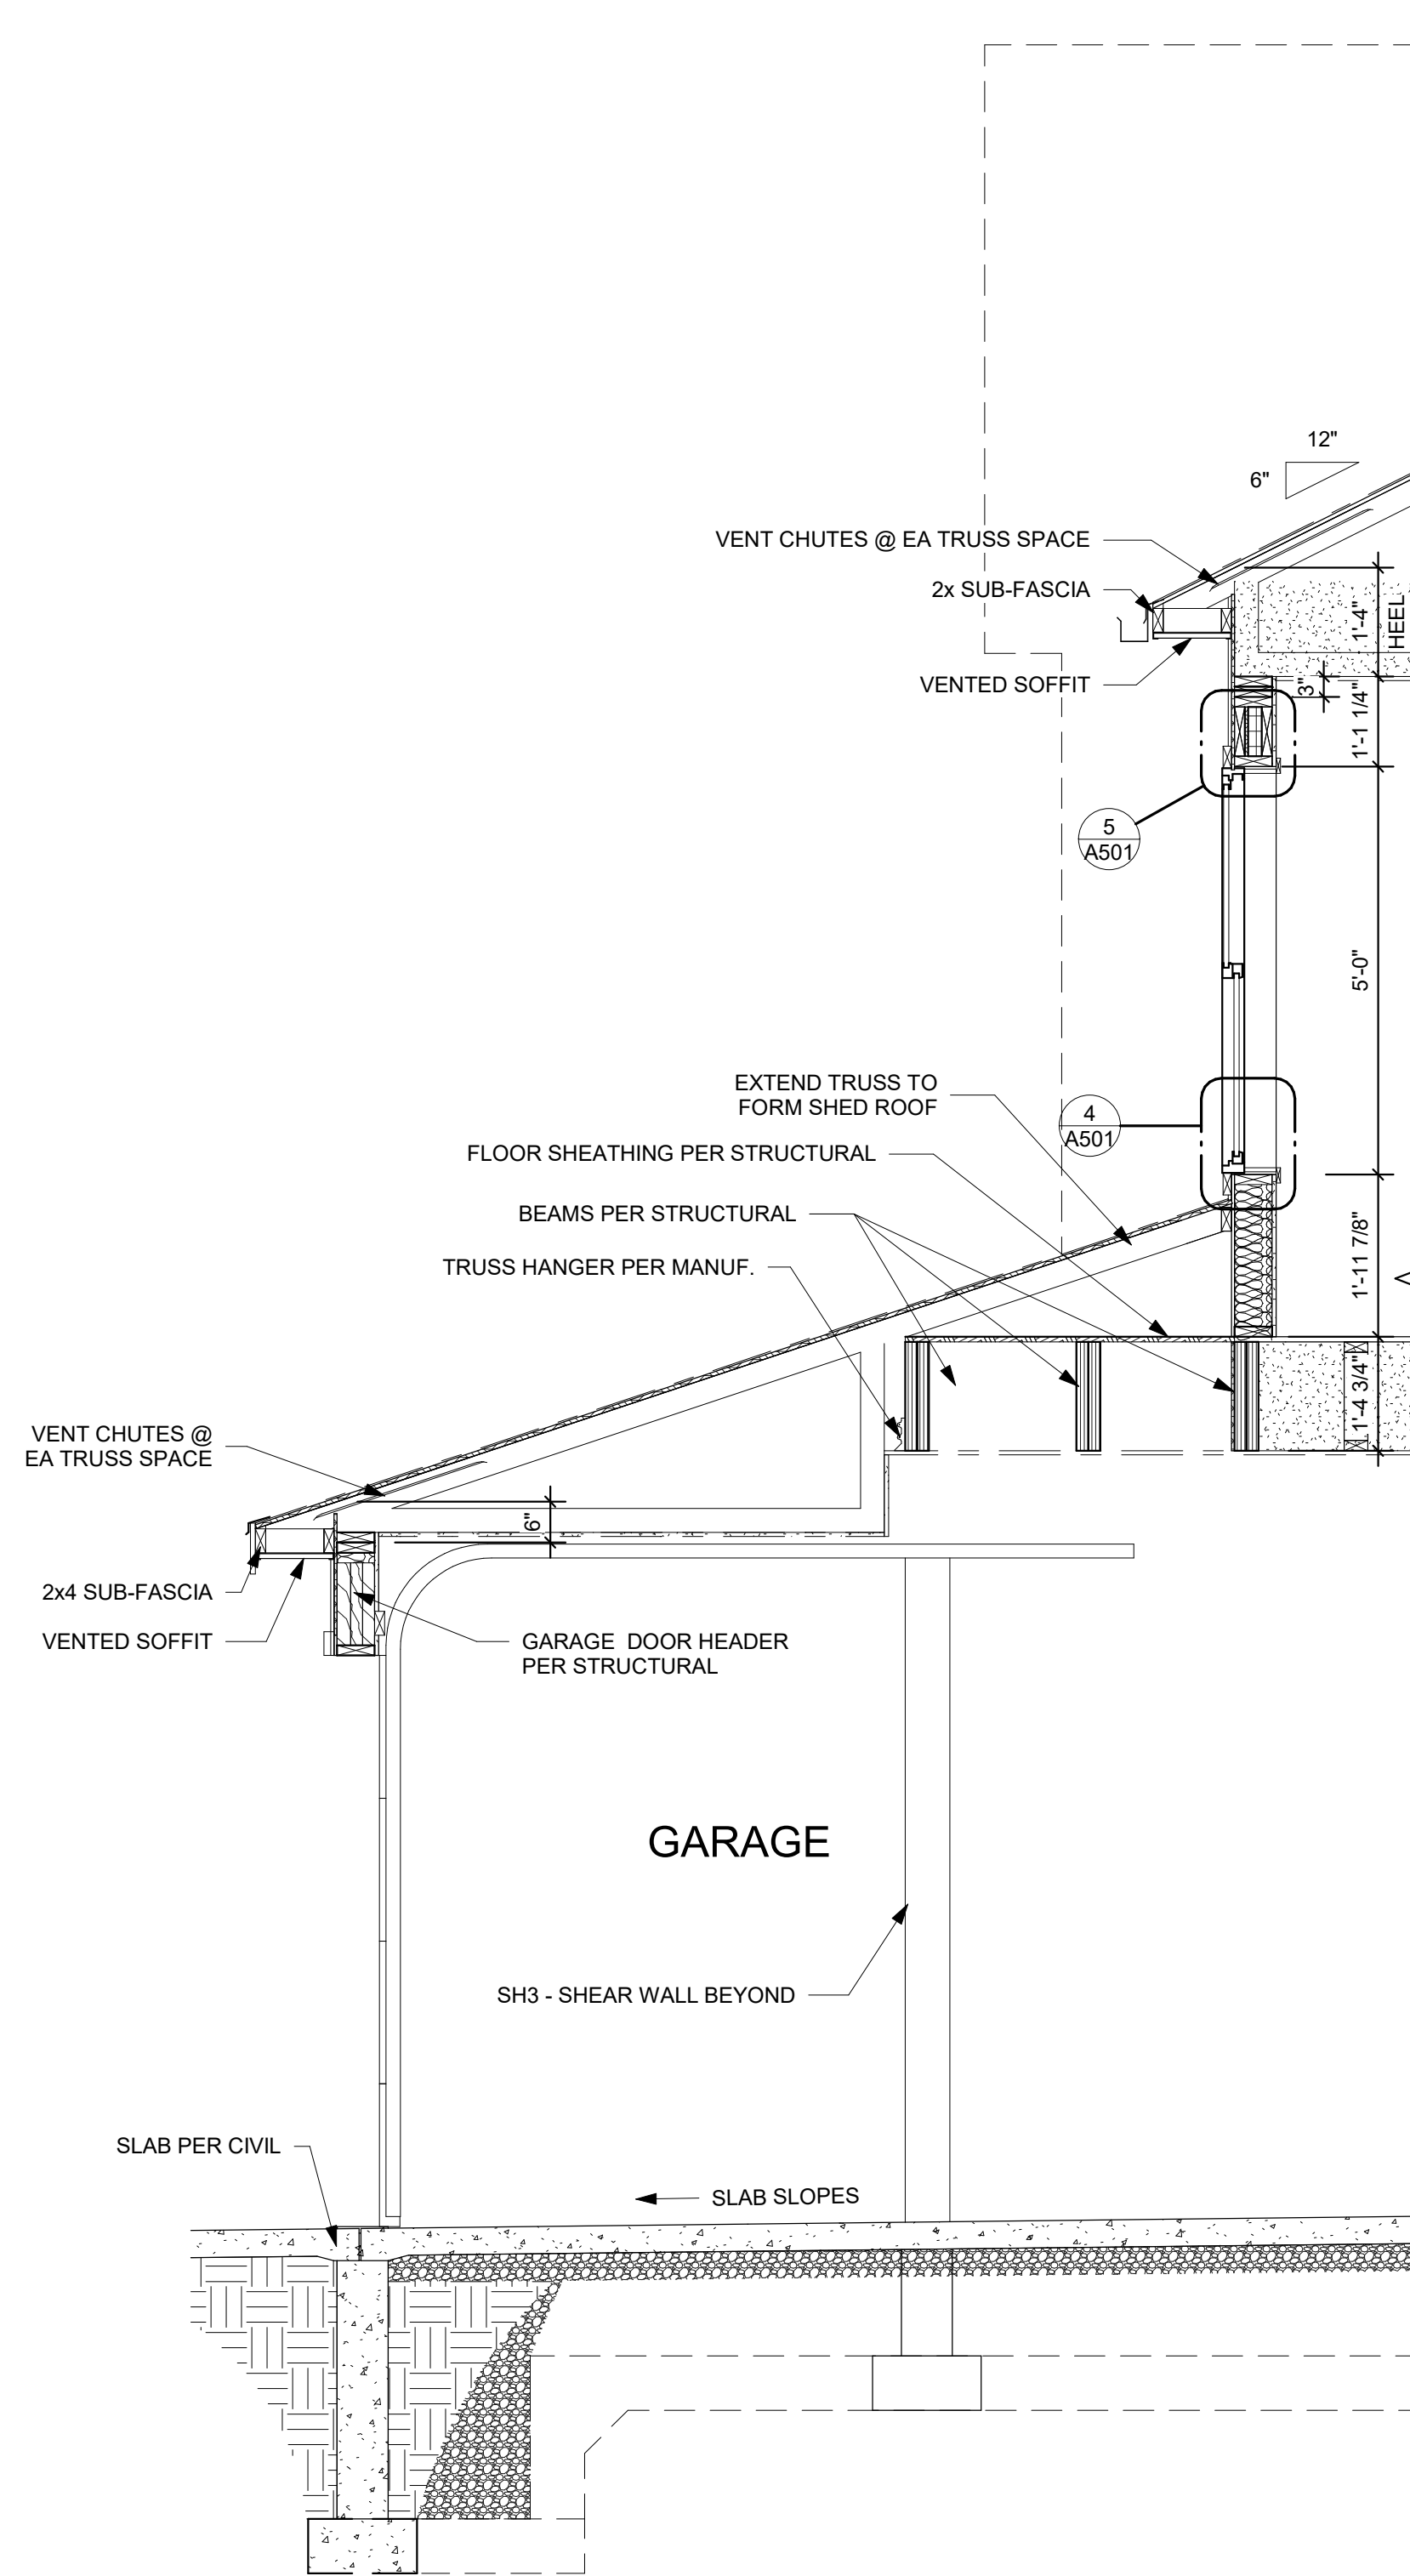 12"
6"
VENT CHUTES @ EA TRUSS SPACE
2x SUB-FASCIA
1'-4"
HEEL
VENTED SOFFIT
3"
1'-1 1/4"
5
A501
5'-0"
EXTEND TRUSS TO
FORM SHED ROOF
4
A501
FLOOR SHEATHING PER STRUCTURAL
BEAMS PER STRUCTURAL
1'-11 7/8"
TRUSS HANGER PER MANUF.
1'-4 3/4"
VENT CHUTES @
EA TRUSS SPACE
6"
2x4 SUB-FASCIA
VENTED SOFFIT
GARAGE DOOR HEADER
PER STRUCTURAL
GARAGE
SH3 - SHEAR WALL BEYOND
SLAB PER CIVIL
SLAB SLOPES